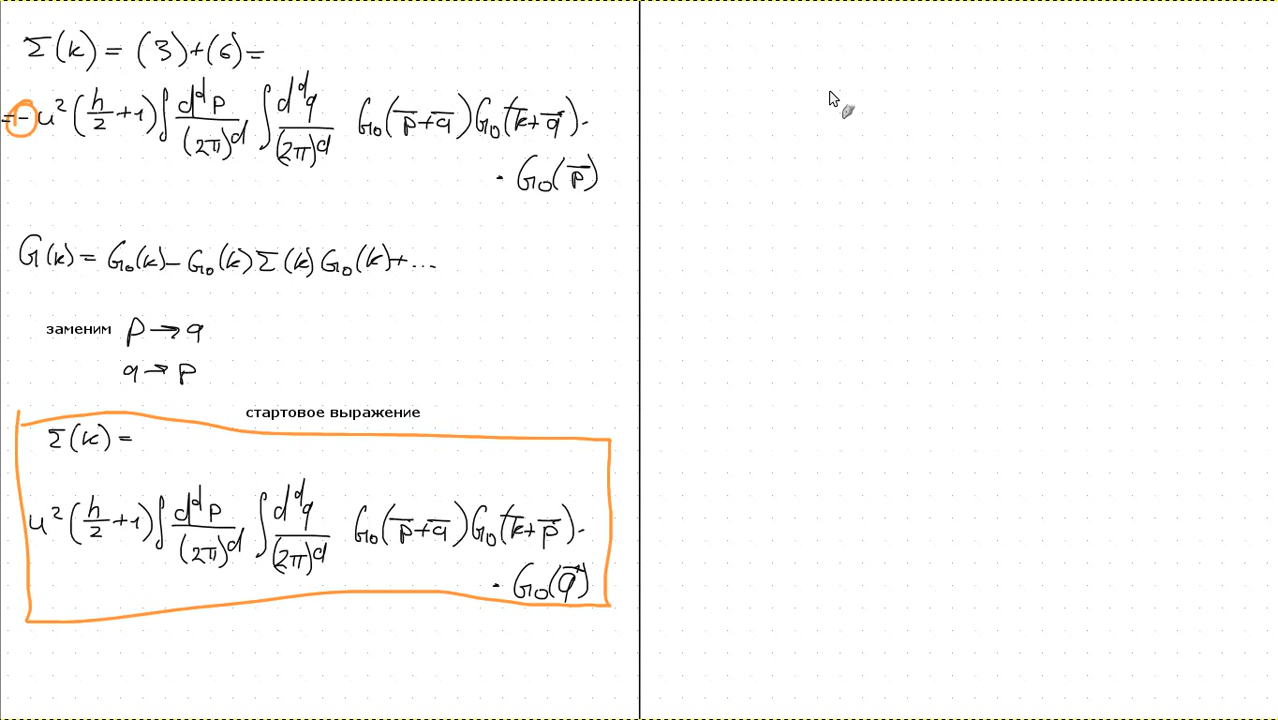 Σ(k) = (3)+(6)=
=-u²(n/2+1)∫d^d p/(2π)^d ∫d^d q/(2π)^d G₀(p̅+q̅)G₀(k̅+q̅)·
· G₀(p̅)
G(k) = G₀(k)-G₀(k)Σ(k)G₀(k)+...
заменим p→q
q→p
стартовое выражение
Σ(k)=
u²(n/2+1)∫d^d p/(2π)^d ∫d^d q/(2π)^d G₀(p̅+q̅)G₀(k̅+p̅)·
· G₀(q⃗)